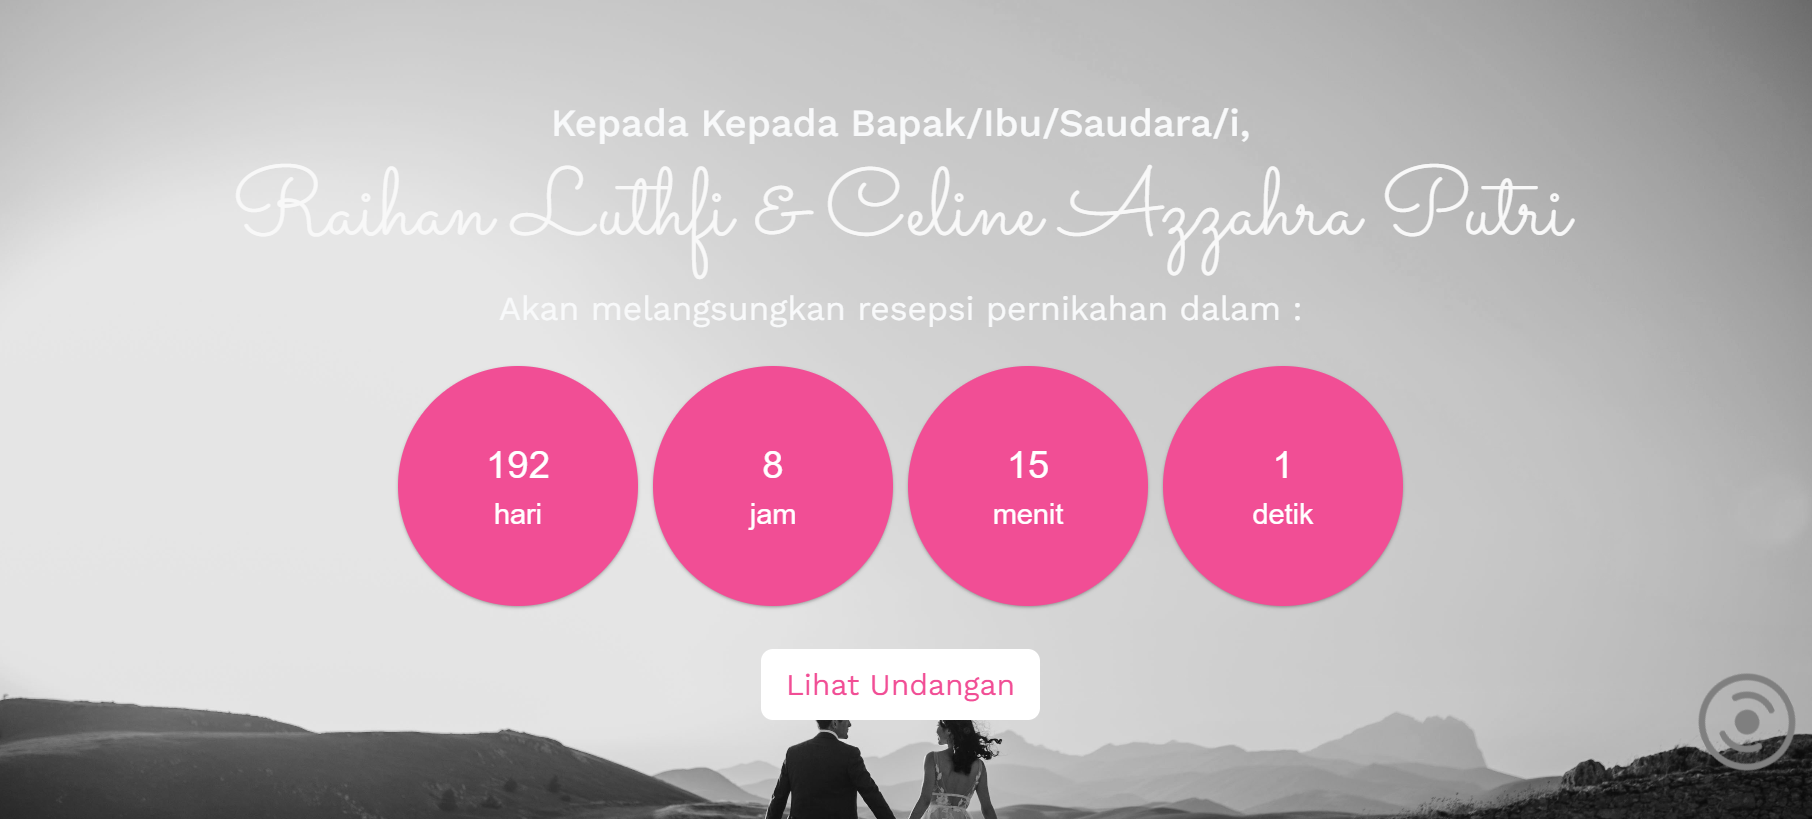 Kepada Kepada Bapak/Ibu/Saudara/i,
Raihan Luthfi & Celine Azzahra Putri
Akan melangsungkan resepsi pernikahan dalam :
192 8 15 1
hari jam menit detik
Lihat Undangan